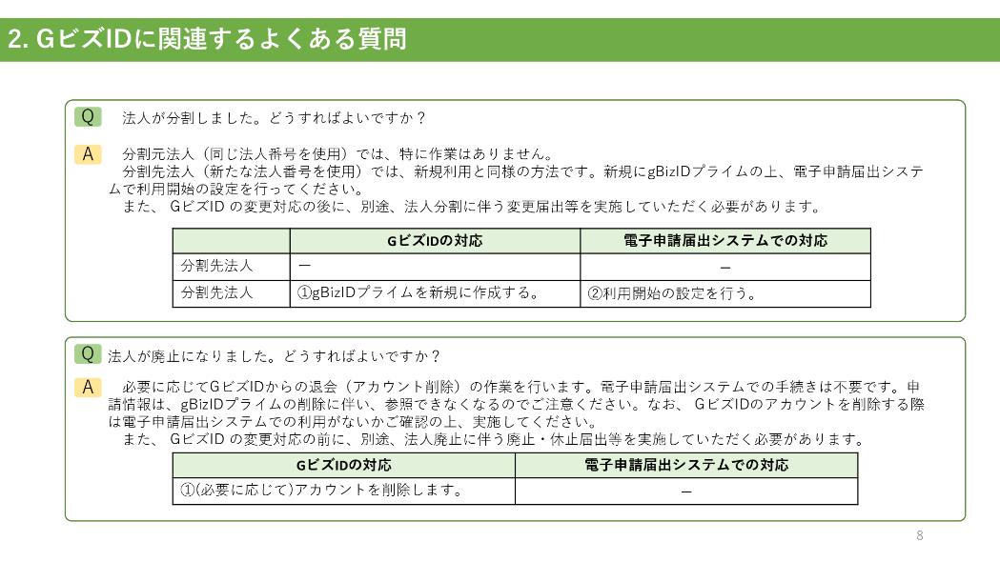 2. GビズIDに関連するよくある質問
Q 法人が分割しました。どうすればよいですか？
A 分割元法人（同じ法人番号を使用）では、特に作業はありません。
分割先法人（新たな法人番号を使用）では、新規利用と同様の方法です。新規にgBizIDプライムの上、電子申請届出システ
ムで利用開始の設定を行ってください。
また、 GビズID の変更対応の後に、別途、法人分割に伴う変更届出等を実施していただく必要があります。
GビズIDの対応 電子申請届出システムでの対応
分割先法人 ー ー
分割先法人 ①gBizIDプライムを新規に作成する。 ②利用開始の設定を行う。
Q 法人が廃止になりました。どうすればよいですか？
A 必要に応じてGビズIDからの退会（アカウント削除）の作業を行います。電子申請届出システムでの手続きは不要です。申
請情報は、gBizIDプライムの削除に伴い、参照できなくなるのでご注意ください。なお、 GビズIDのアカウントを削除する際
は電子申請届出システムでの利用がないかご確認の上、実施してください。
また、 GビズID の変更対応の前に、別途、法人廃止に伴う廃止・休止届出等を実施していただく必要があります。
GビズIDの対応 電子申請届出システムでの対応
①(必要に応じて)アカウントを削除します。 ー
8